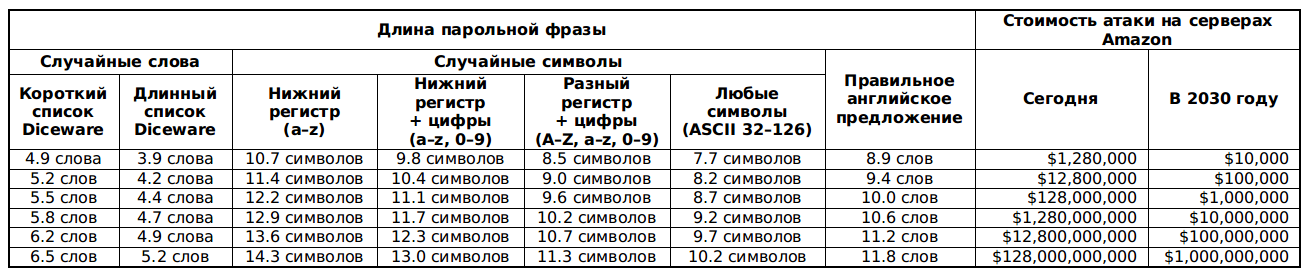 Длина парольной фразы
Стоимость атаки на серверах
Amazon
Случайные слова
Случайные символы
Правильное
английское
предложение
Сегодня
В 2030 году
Короткий
список
Diceware
Длинный
список
Diceware
Нижний
регистр
(a–z)
Нижний
регистр
+ цифры
(a–z, 0–9)
Разный
регистр
+ цифры
(A–Z, a–z, 0–9)
Любые
символы
(ASCII 32–126)
4.9 слова 3.9 слова 10.7 символов 9.8 символов 8.5 символов 7.7 символов 8.9 слов $1,280,000 $10,000
5.2 слов 4.2 слова 11.4 символов 10.4 символов 9.0 символов 8.2 символов 9.4 слов $12,800,000 $100,000
5.5 слов 4.4 слова 12.2 символов 11.1 символов 9.6 символов 8.7 символов 10.0 слов $128,000,000 $1,000,000
5.8 слов 4.7 слова 12.9 символов 11.7 символов 10.2 символов 9.2 символов 10.6 слов $1,280,000,000 $10,000,000
6.2 слов 4.9 слова 13.6 символов 12.3 символов 10.7 символов 9.7 символов 11.2 слов $12,800,000,000 $100,000,000
6.5 слов 5.2 слов 14.3 символов 13.0 символов 11.3 символов 10.2 символов 11.8 слов $128,000,000,000 $1,000,000,000